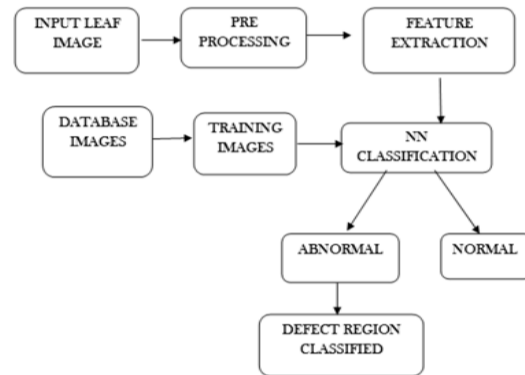 INPUT LEAF
IMAGE
PRE
PROCESSING
FEATURE
EXTRACTION
DATABASE
IMAGES
TRAINING
IMAGES
NN
CLASSIFICATION
ABNORMAL
NORMAL
DEFECT REGION
CLASSIFIED